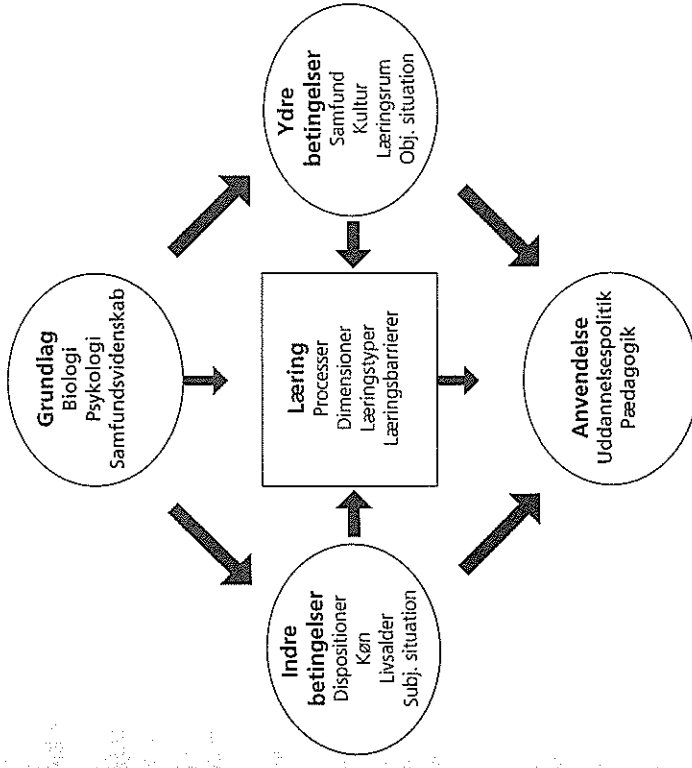 Grundlag
Biologi
Psykologi
Samfundsvidenskab
Indre
betingelser
Dispositioner
Køn
Livsalder
Subj. situation
Læring
Processer
Dimensioner
Læringstyper
Læringsbarrierer
Ydre
betingelser
Samfund
Kultur
Læringsrum
Obj. situation
Anvendelse
Uddannelsespolitik
Pædagogik